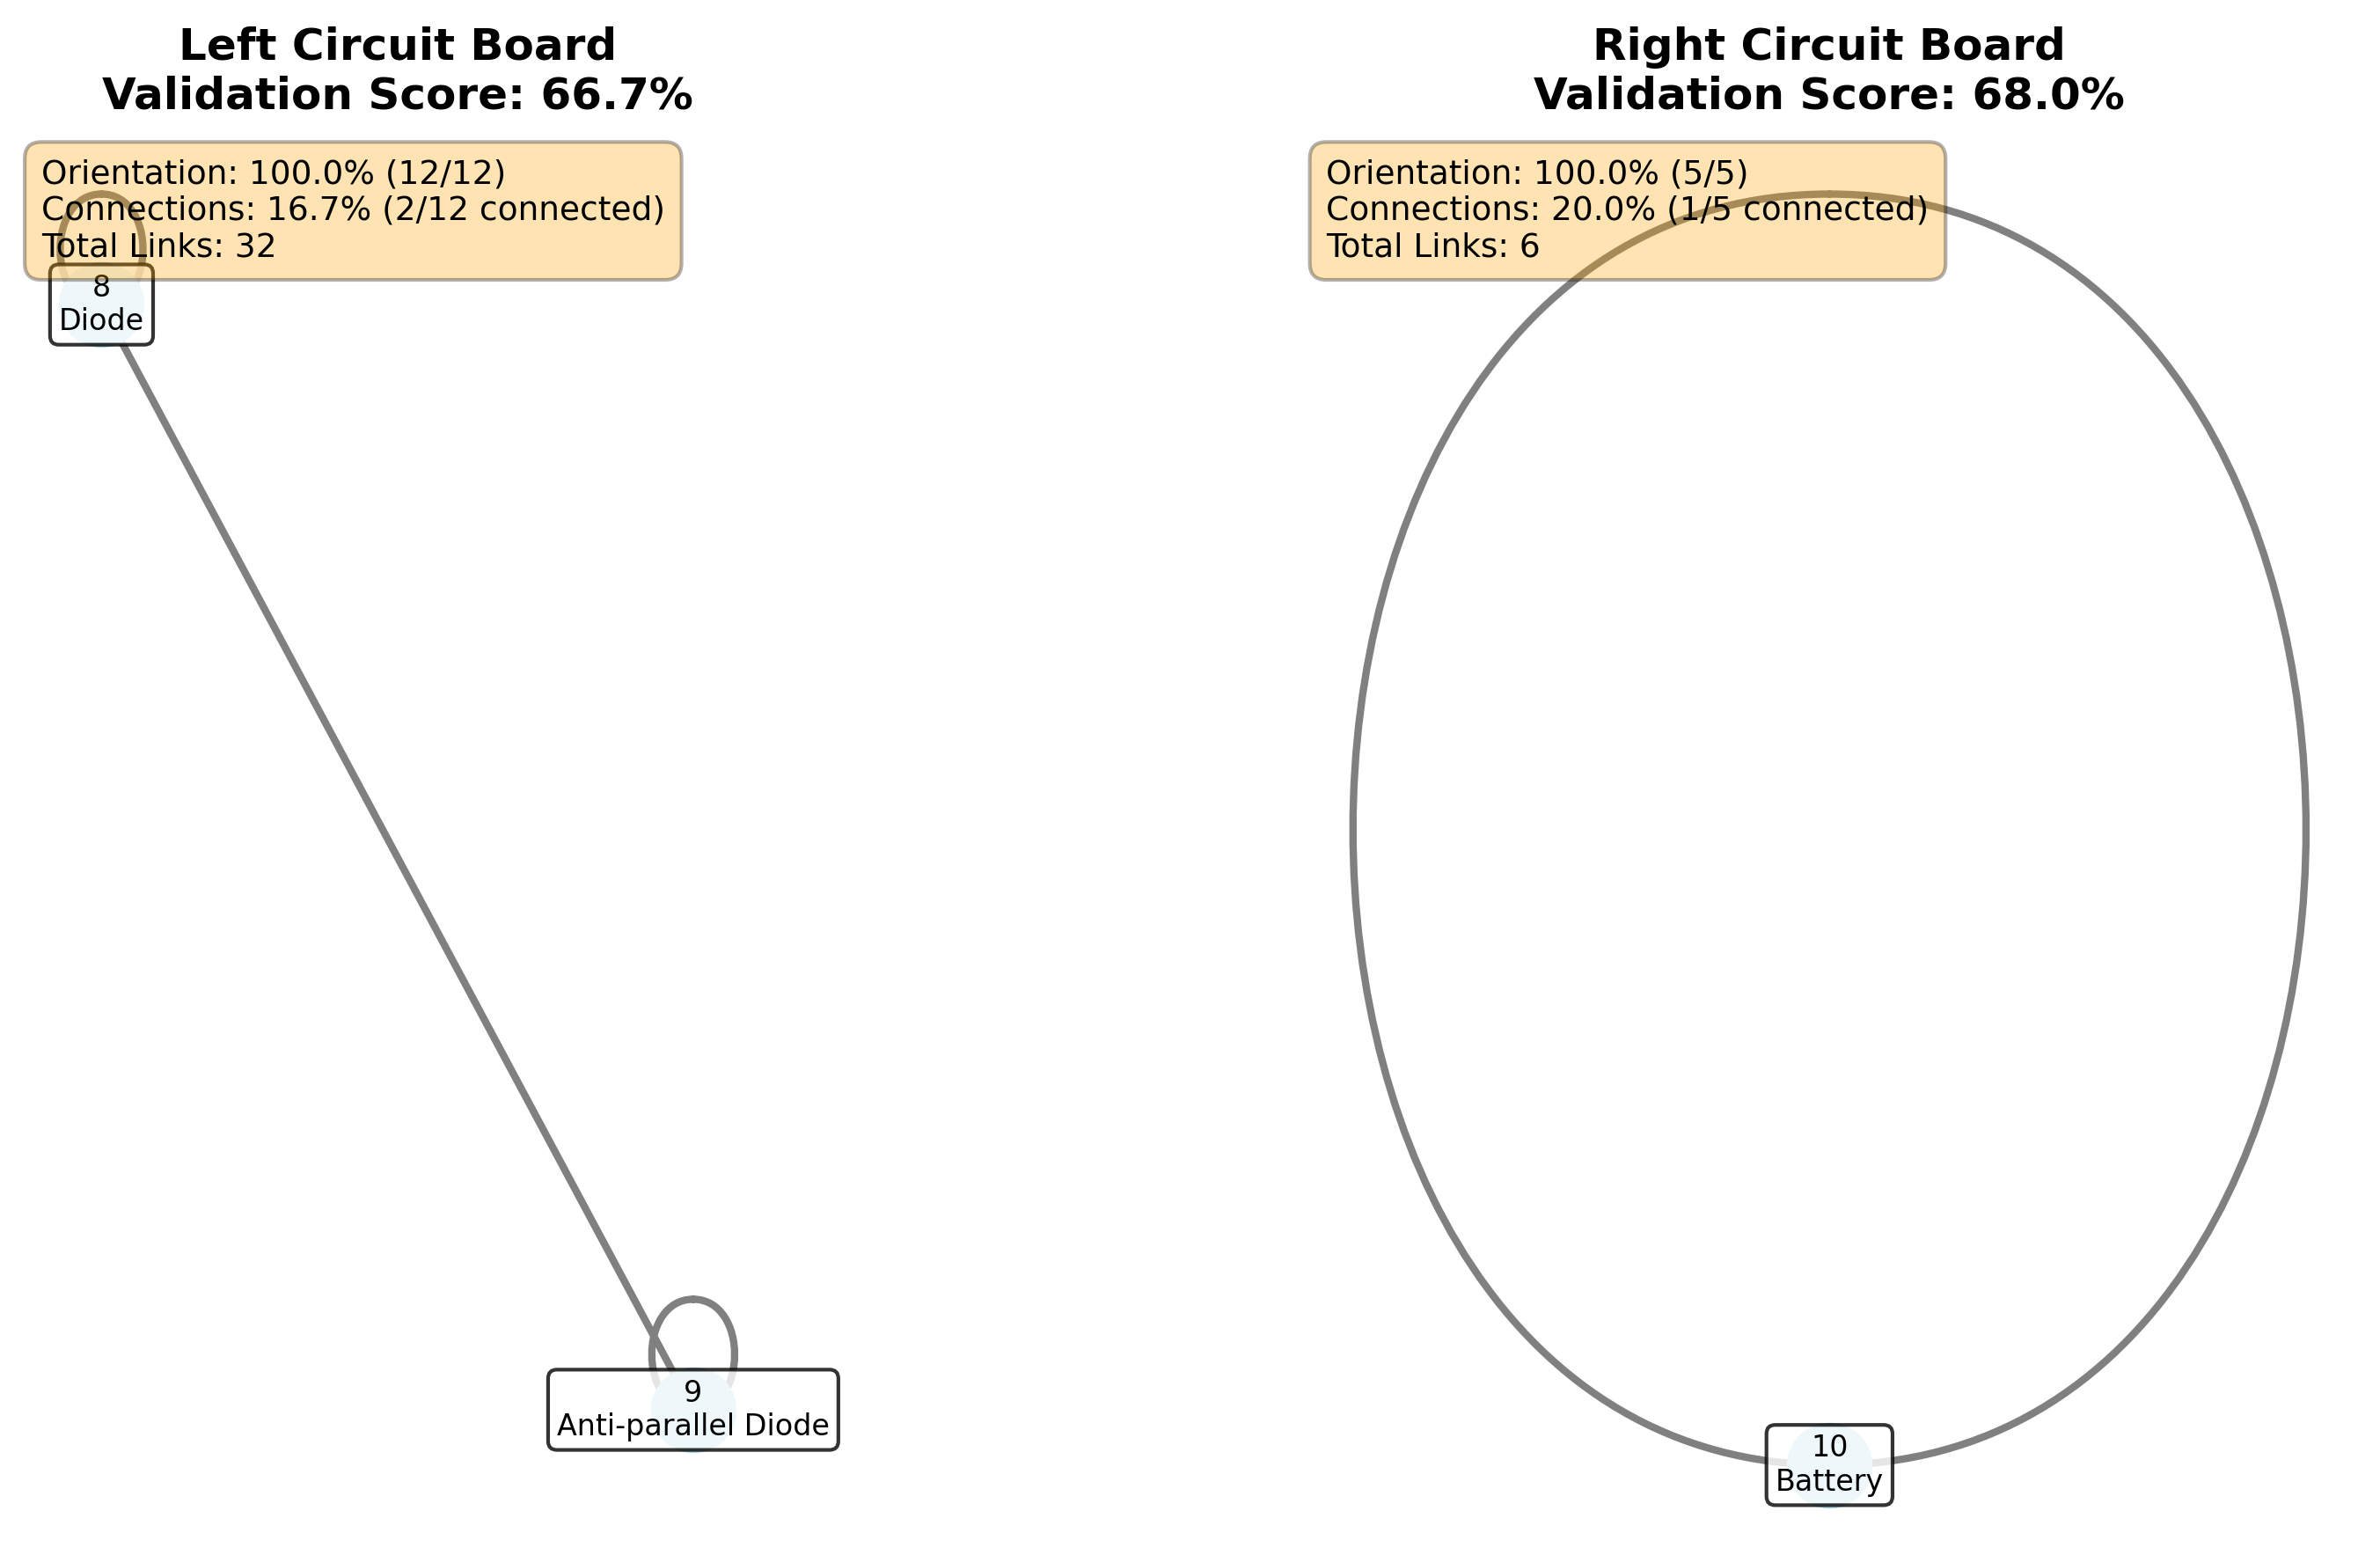 Left Circuit Board
Validation Score: 66.7%
Orientation: 100.0% (12/12)
Connections: 16.7% (2/12 connected)
Total Links: 32
8
Diode
9
Anti-parallel Diode
Right Circuit Board
Validation Score: 68.0%
Orientation: 100.0% (5/5)
Connections: 20.0% (1/5 connected)
Total Links: 6
10
Battery